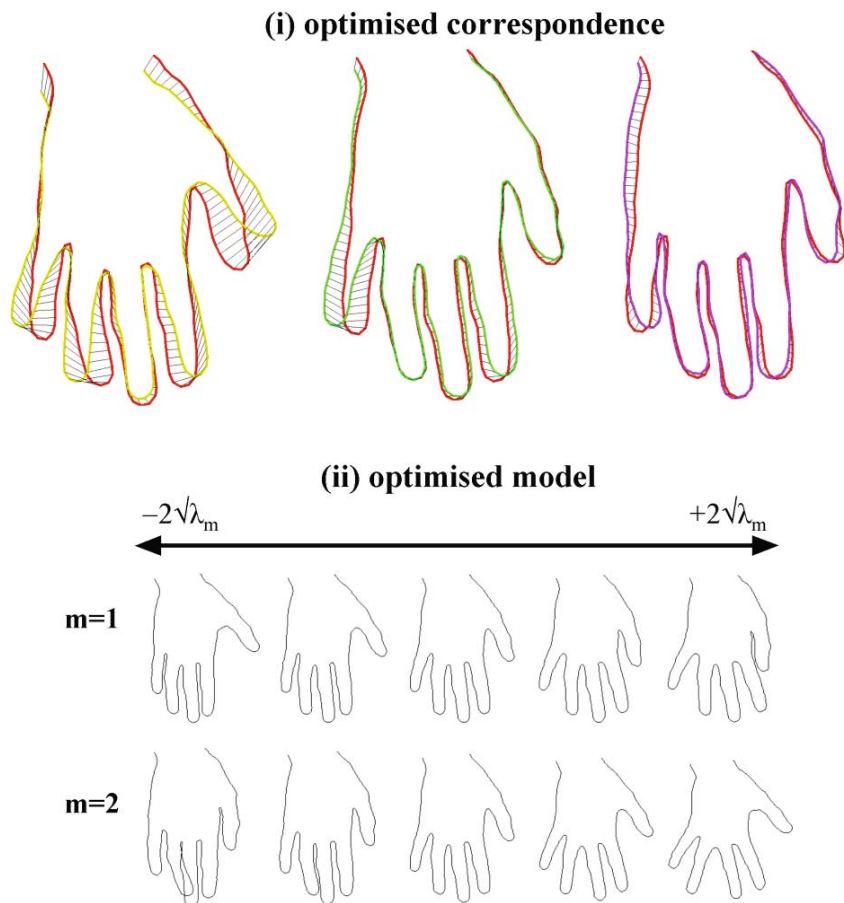 (i) optimised correspondence
(ii) optimised model
−2√λₘ +2√λₘ
m=1
m=2